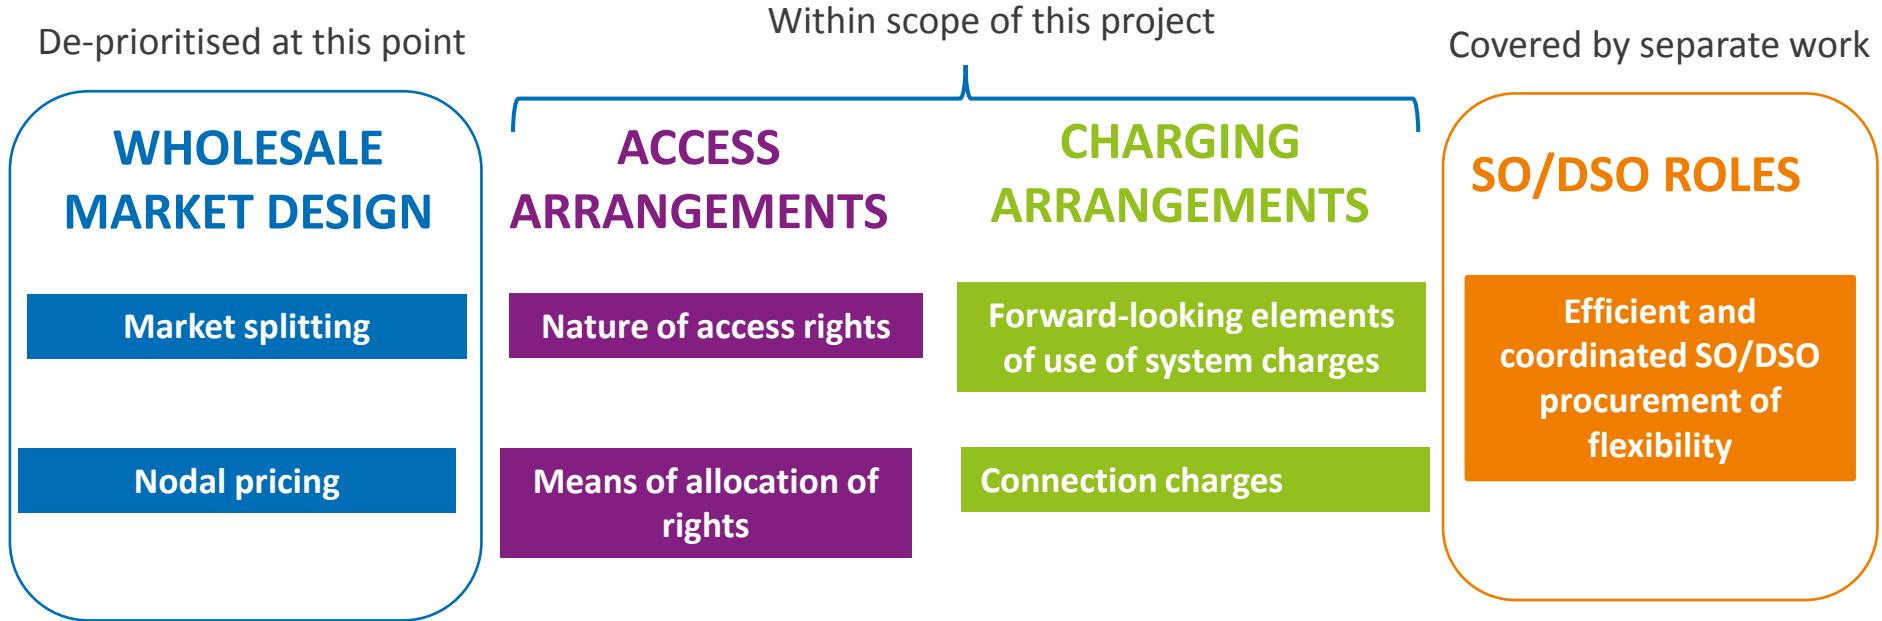 De-prioritised at this point
Within scope of this project
Covered by separate work
WHOLESALE
MARKET DESIGN
Market splitting
Nodal pricing
ACCESS
ARRANGEMENTS
Nature of access rights
Means of allocation of
rights
CHARGING
ARRANGEMENTS
Forward-looking elements
of use of system charges
Connection charges
SO/DSO ROLES
Efficient and
coordinated SO/DSO
procurement of
flexibility